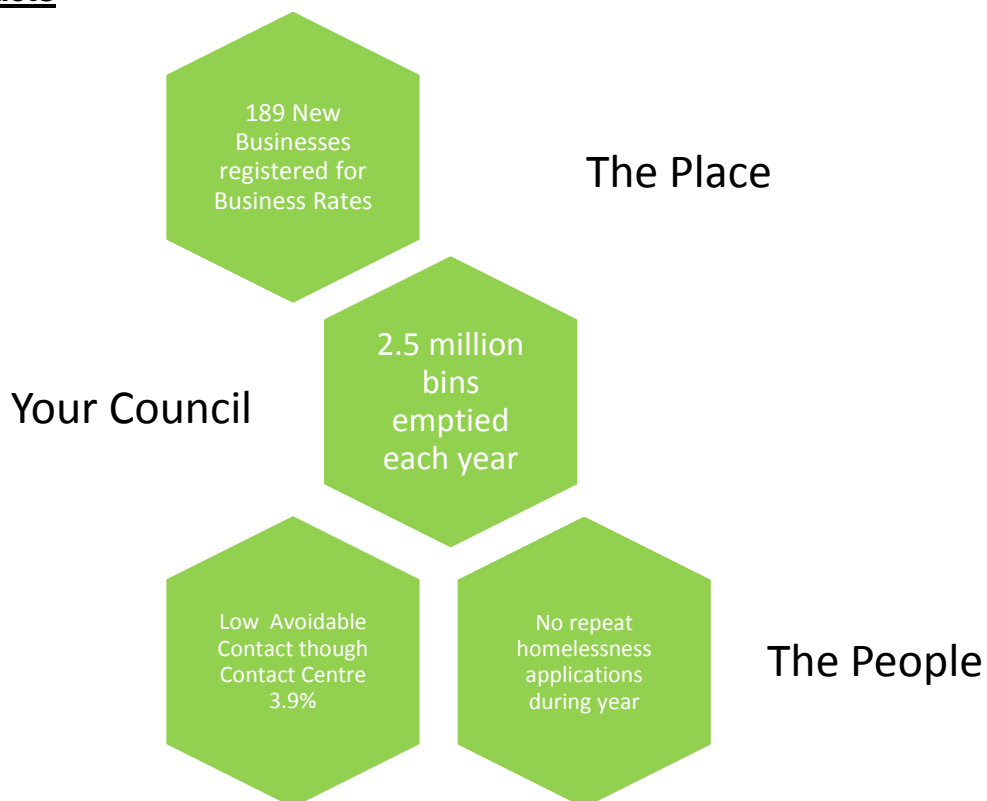 189 New
Businesses
registered for
Business Rates
The Place
2.5 million
bins
emptied
each year
Your Council
Low Avoidable
Contact though
Contact Centre
3.9%
No repeat
homelessness
applications
during year
The People